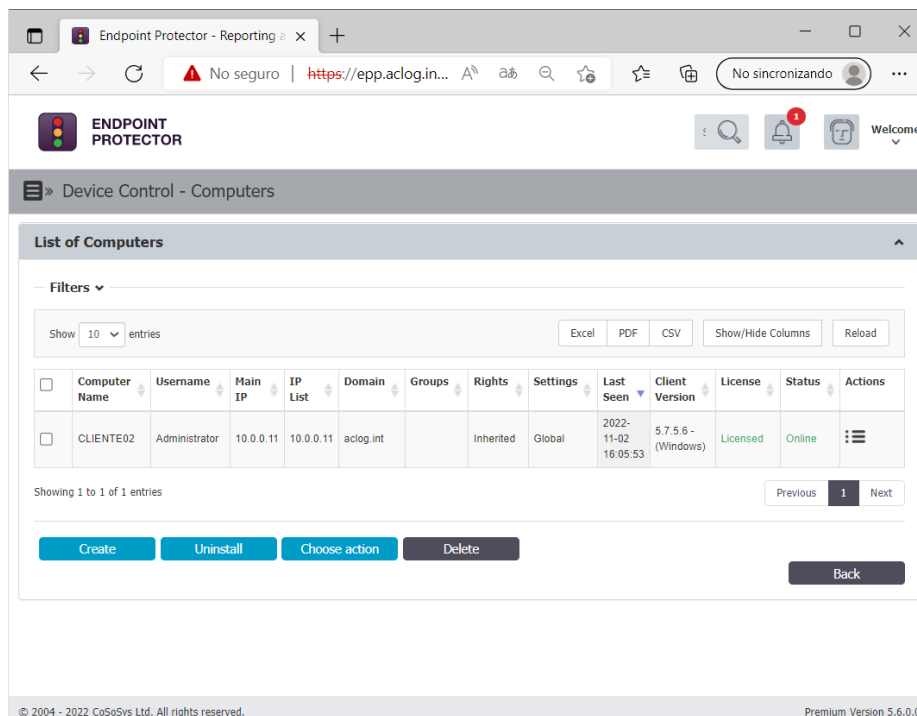 Endpoint Protector - Reporting a
No seguro | https://epp.aclog.in... A あ No sincronizando
ENDPOINT
PROTECTOR
s 1 Welcome
» Device Control - Computers
List of Computers
Filters
Show 10 entries Excel PDF CSV Show/Hide Columns Reload
Computer Name Username Main IP IP List Domain Groups Rights Settings Last Seen Client Version License Status Actions
CLIENTE02 Administrator 10.0.0.11 10.0.0.11 aclog.int Inherited Global 2022-11-02 16:05:53 5.7.5.6 - (Windows) Licensed Online
Showing 1 to 1 of 1 entries Previous 1 Next
Create Uninstall Choose action Delete
Back
© 2004 - 2022 CoSoSys Ltd. All rights reserved. Premium Version 5.6.0.0